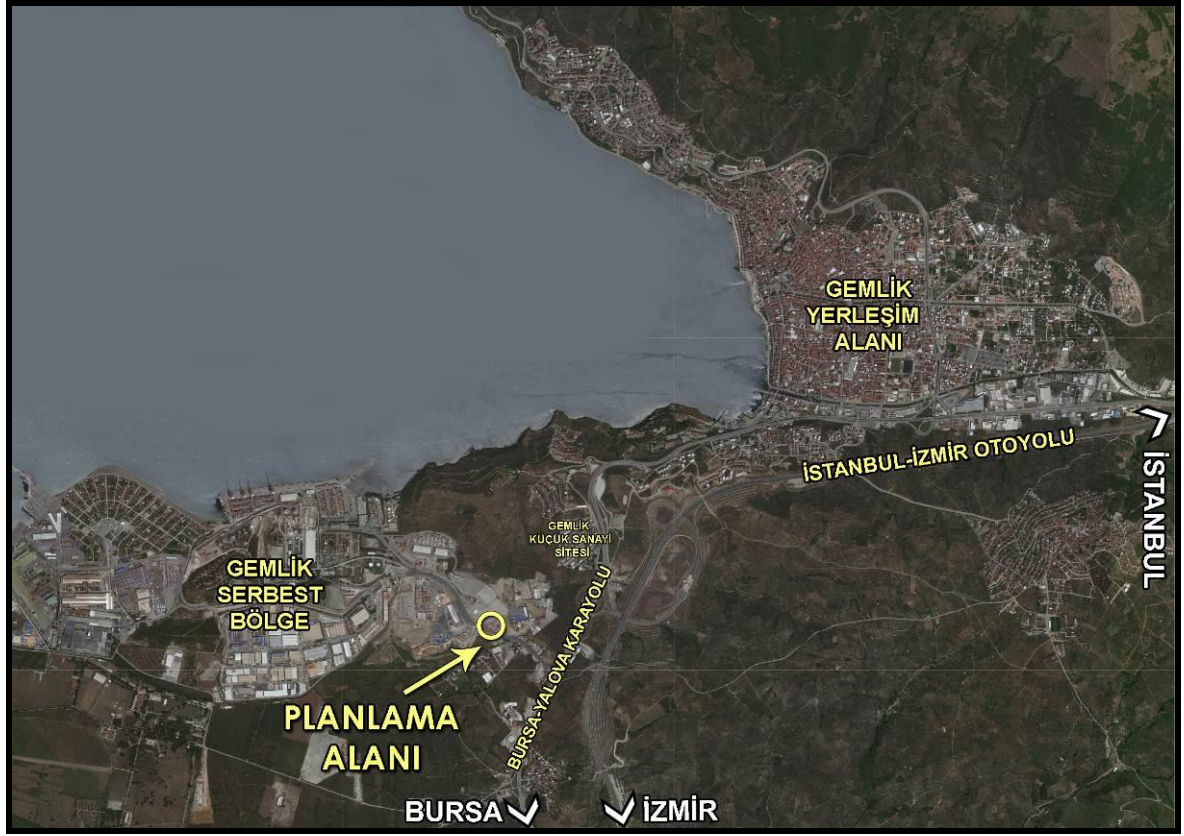 GEMLİK
YERLEŞİM
ALANI
İSTANBUL-İZMİR OTOYOLU
İSTANBUL
GEMLİK
KÜÇÜK SANAYİ
SİTESİ
GEMLİK
SERBEST
BÖLGE
BURSA-YALOVA KARAYOLU
PLANLAMA
ALANI
BURSA
İZMİR